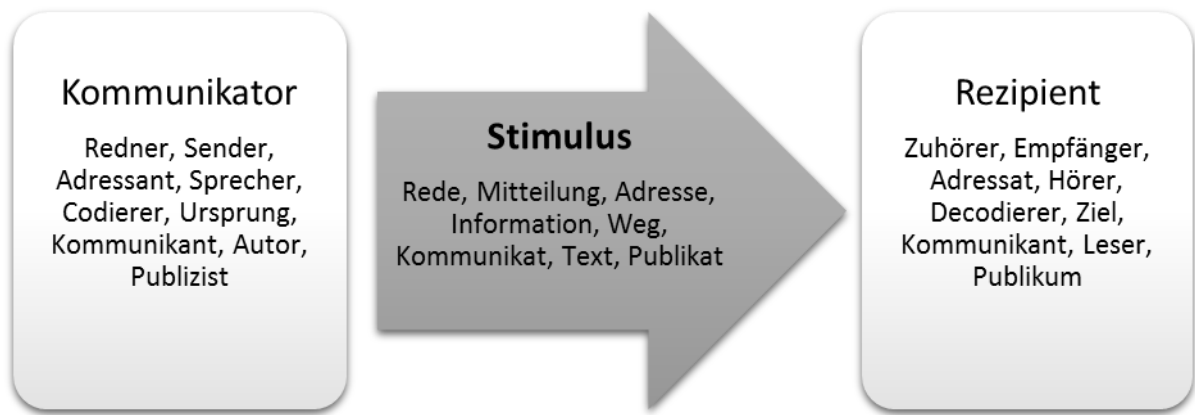 Kommunikator
Redner, Sender,
Adressant, Sprecher,
Codierer, Ursprung,
Kommunikant, Autor,
Publizist
Stimulus
Rede, Mitteilung, Adresse,
Information, Weg,
Kommunikat, Text, Publikat
Rezipient
Zuhörer, Empfänger,
Adressat, Hörer,
Decodierer, Ziel,
Kommunikant, Leser,
Publikum